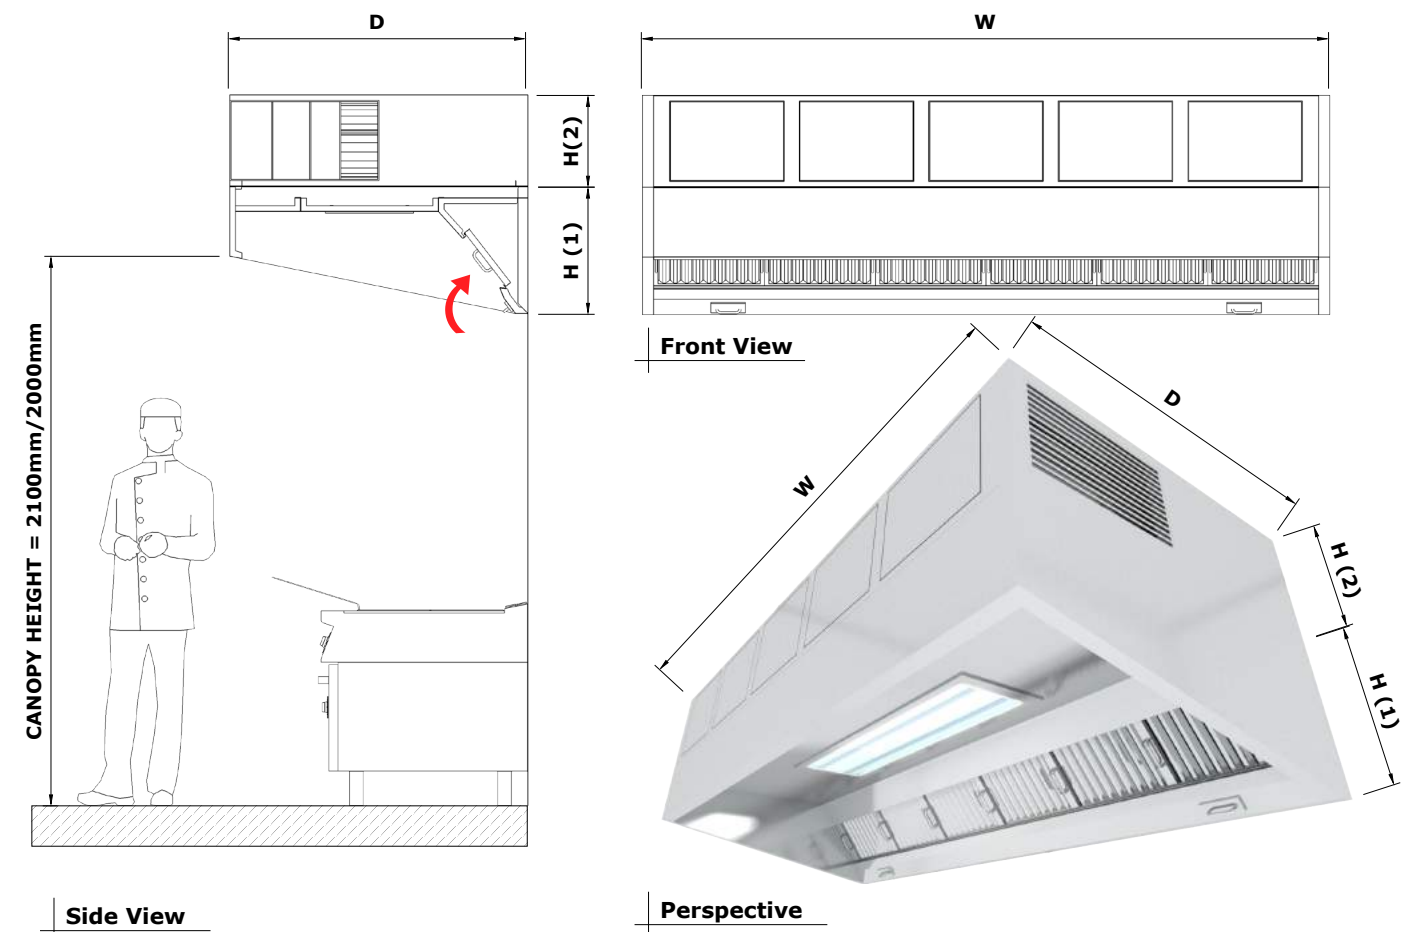 D
W
H(2)
H (1)
CANOPY HEIGHT = 2100mm/2000mm
Front View
W
D
H (2)
H (1)
Side View
Perspective